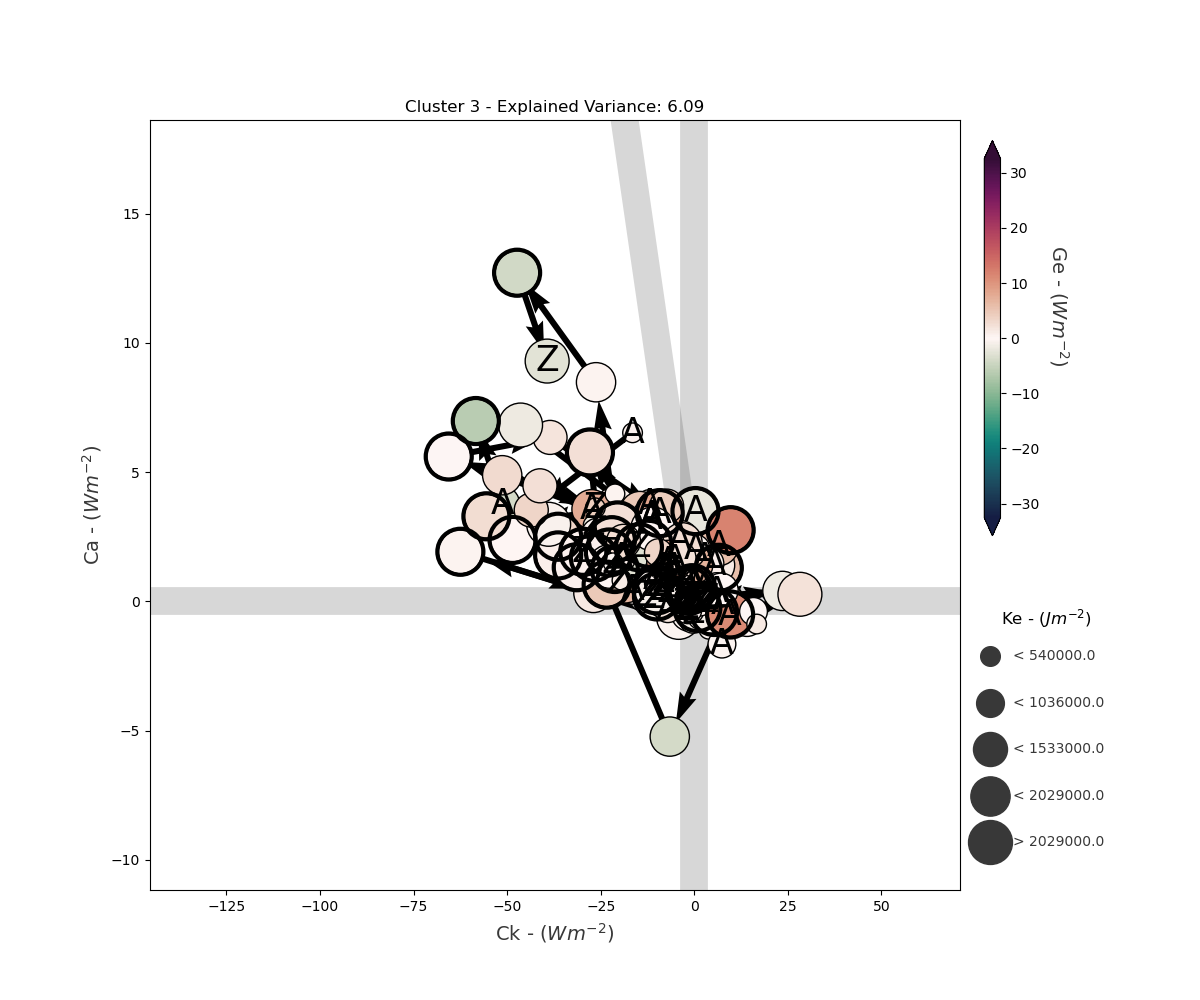 Cluster 3 - Explained Variance: 6.09
15
10
5
0
−5
−10
Ca - (Wm⁻²)
−125 −100 −75 −50 −25 0 25 50
Ck - (Wm⁻²)
30
20
10
0
−10
−20
−30
Ge - (Wm⁻²)
Ke - (Jm⁻²)
< 540000.0
< 1036000.0
< 1533000.0
< 2029000.0
> 2029000.0
Z
A
A
A
A
A